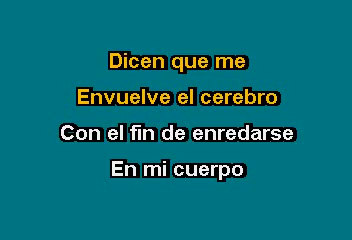 Dicen que me
Envuelve el cerebro
Con el fin de enredarse
En mi cuerpo